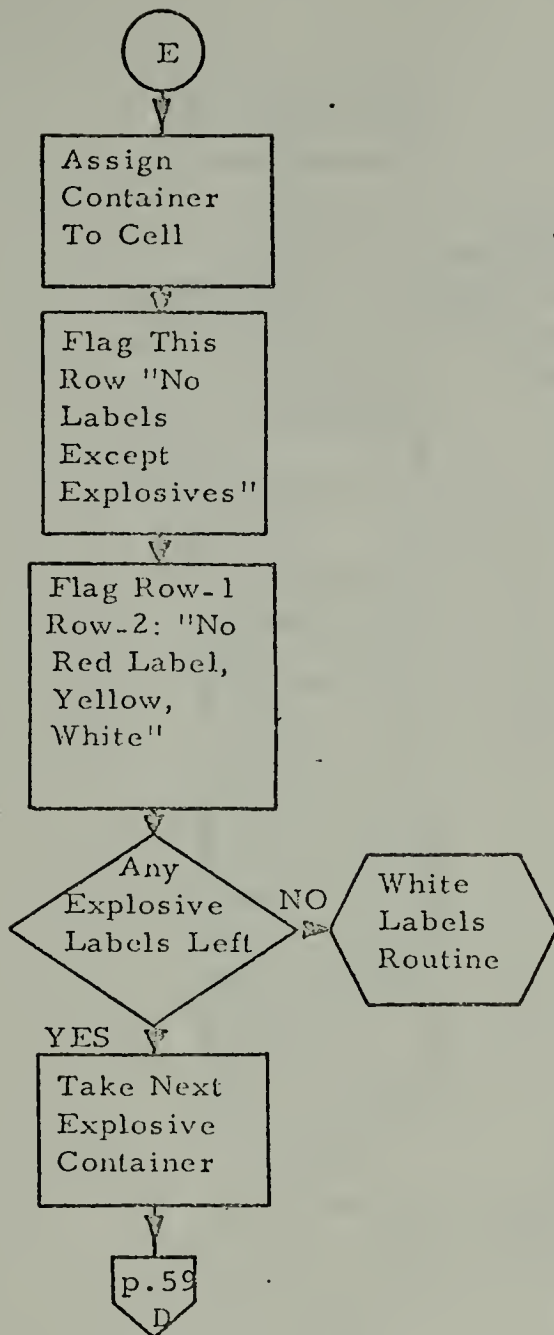 E
Assign
Container
To Cell
Flag This
Row "No
Labels
Except
Explosives"
Flag Row-1
Row-2: "No
Red Label,
Yellow,
White"
Any
Explosive
Labels Left
NO
White
Labels
Routine
YES
Take Next
Explosive
Container
p.59
D